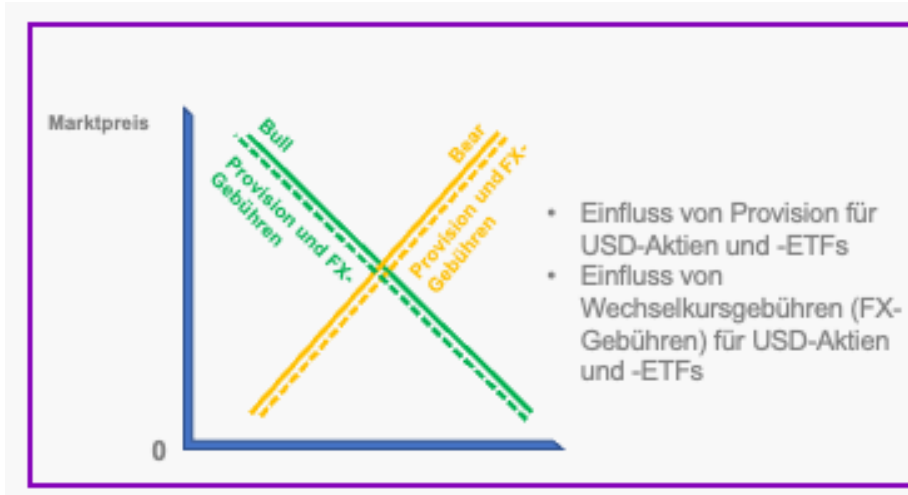 Marktpreis
Bull
Provision und FX-
Gebühren
Bear
Provision und FX-
Gebühren
• Einfluss von Provision für
USD-Aktien und -ETFs
• Einfluss von
Wechselkursgebühren (FX-
Gebühren) für USD-Aktien
und -ETFs
0